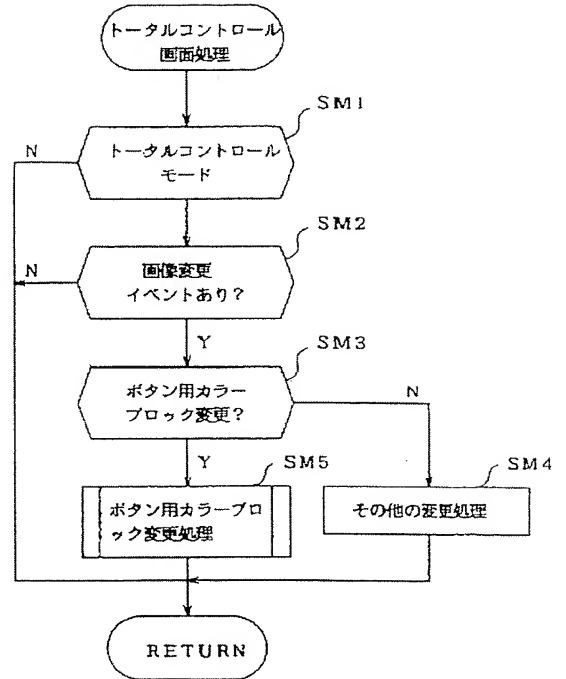 トータルコントロール
画面処理
SM1
N
トータルコントロール
モード
SM2
N
画像変更
イベントあり?
Y
SM3
ボタン用カラー
ブロック変更?
N
Y
SM5
SM4
ボタン用カラーブロ
ック変更処理
その他の変更処理
RETURN